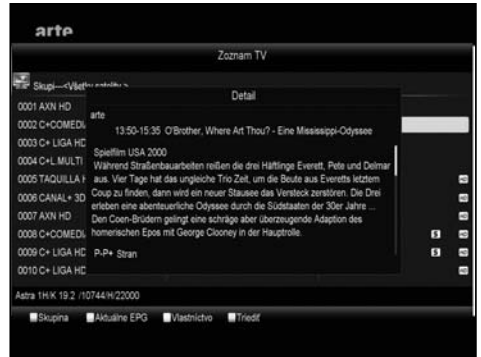 arte
Zoznam TV
Skupi---<Všetky satelity >
Detail
0001 AXN HD
arte
0002 C+COMEDI
13:50-15:35 O'Brother, Where Art Thou? - Eine Mississipi-Odyssee
0003 C+ LIGA HD
Spielfilm USA 2000
0004 C+L.MULTI
Während Straßenbauarbeiten reißen die drei Häftlinge Everett, Pete und Delmar
0005 TAQUILLA
aus. Vier Tage hat das ungleiche Trio Zeit, um die Beute aus Everetts letztem
0006 CANAL+ 3D
Coup zu finden, dann wird ein neuer Stausee das Versteck zerstören. Die Drei
erleben eine abenteuerliche Odyssee durch die Südstaaten der 30er Jahre ...
0007 AXN HD
Den Coen-Brüdern gelingt eine schräge aber überzeugende Adaption des
0008 C+COMEDI
homerischen Epos mit George Clooney in der Hauptrolle.
0009 C+ LIGA HD
P-P+ Stran
0010 C+ LIGA HD
Astra 1H/K 19.2 /10744/H/22000
Skupina Aktuálne EPG Vlastníctvo Triediť